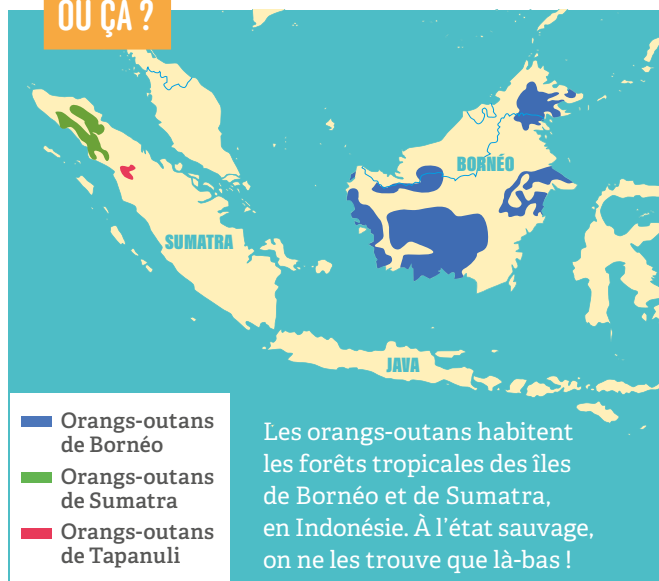 OÙ ÇA ?
BORNÉO
SUMATRA
JAVA
Orangs-outans
de Bornéo
Orangs-outans
de Sumatra
Orangs-outans
de Tapanuli
Les orangs-outans habitent
les forêts tropicales des îles
de Bornéo et de Sumatra,
en Indonésie. À l'état sauvage,
on ne les trouve que là-bas !